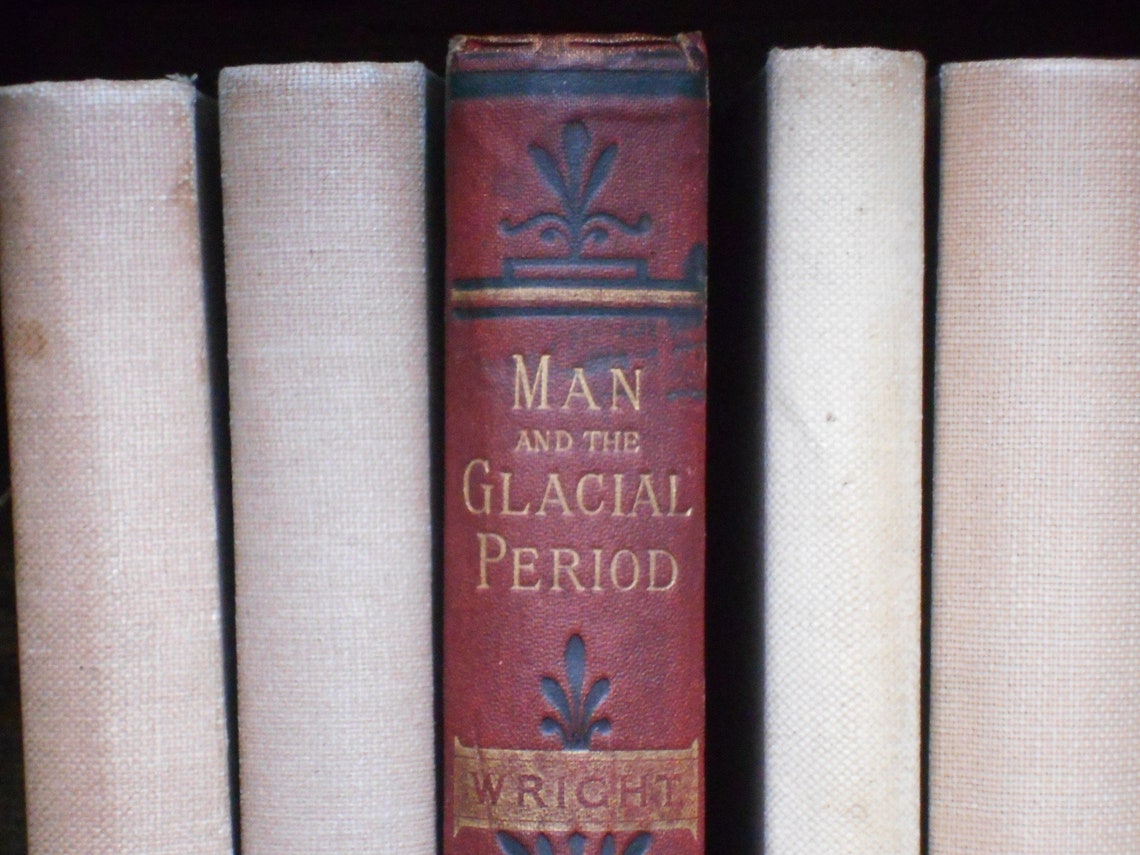 MAN
AND THE
GLACIAL
PERIOD
WRIGHT